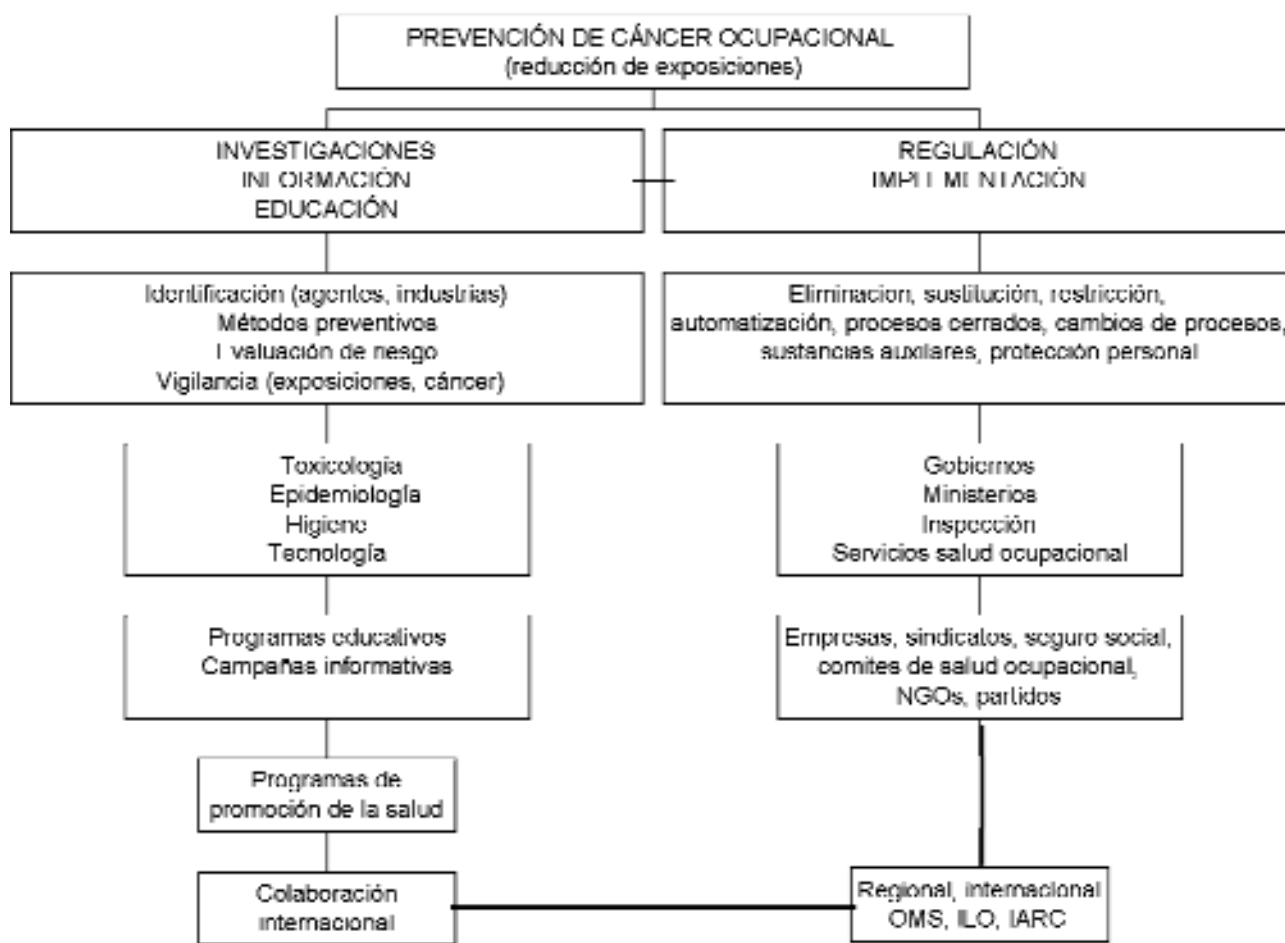 PREVENCIÓN DE CÁNCER OCUPACIONAL
(reducción de exposiciones)
INVESTIGACIONES
INFORMACIÓN
EDUCACIÓN
REGULACIÓN
IMPLEMENTACIÓN
Identificación (agentes, industrias)
Métodos preventivos
Evaluación de riesgo
Vigilancia (exposiciones, cáncer)
Eliminacion, sustitución, restricción,
automatización, procesos cerrados, cambios de procesos,
sustancias auxilares, protección personal
Toxicología
Epidemiología
Higiene
Tecnología
Gobiernos
Ministerios
Inspección
Servicios salud ocupacional
Programas educativos
Campañas informativas
Empresas, sindicatos, seguro social,
comites de salud ocupacional,
NGOs, partidos
Programas de
promoción de la salud
Colaboración
internacional
Regional, internacional
OMS, ILO, IARC